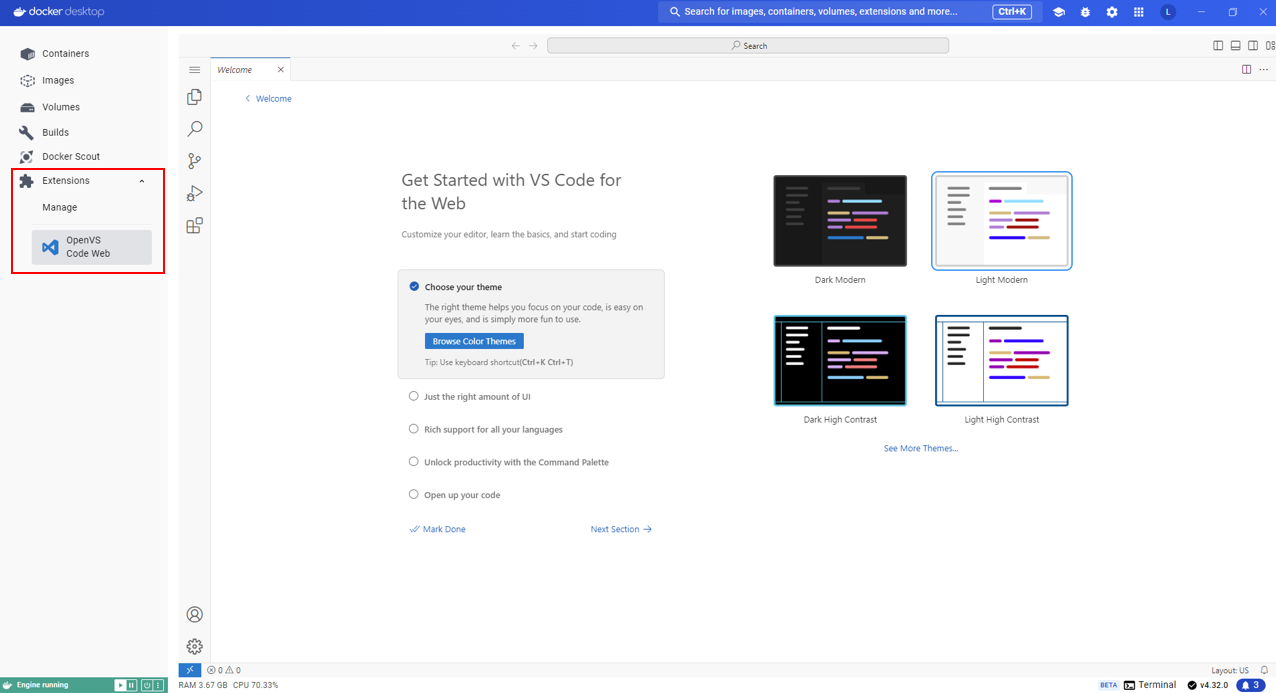 docker desktop
Search for images, containers, volumes, extensions and more...
Ctrl+K
L
Containers
Images
Volumes
Builds
Docker Scout
Extensions
Manage
OpenVS
Code Web
Search
Welcome
Welcome
Get Started with VS Code for
the Web
Customize your editor, learn the basics, and start coding
Choose your theme
The right theme helps you focus on your code, is easy on
your eyes, and is simply more fun to use.
Browse Color Themes
Tip: Use keyboard shortcut(Ctrl+K Ctrl+T)
Just the right amount of UI
Rich support for all your languages
Unlock productivity with the Command Palette
Open up your code
Mark Done
Next Section
Dark Modern
Light Modern
Dark High Contrast
Light High Contrast
See More Themes...
0 0
Layout: US
Engine running
RAM 3.67 GB CPU 70.33%
BETA
Terminal
v4.32.0
3